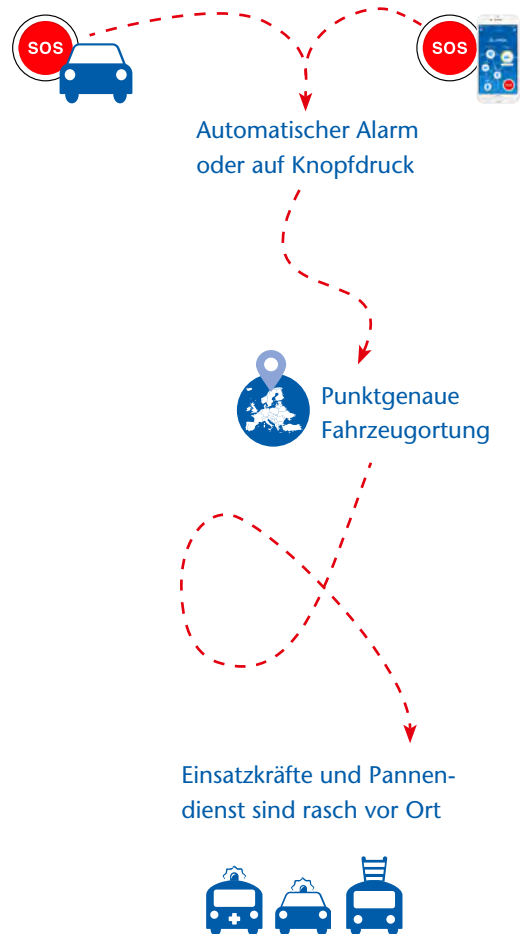 SOS
SOS
Automatischer Alarm
oder auf Knopfdruck
Punktgenaue
Fahrzeugortung
Einsatzkräfte und Pannen-
dienst sind rasch vor Ort